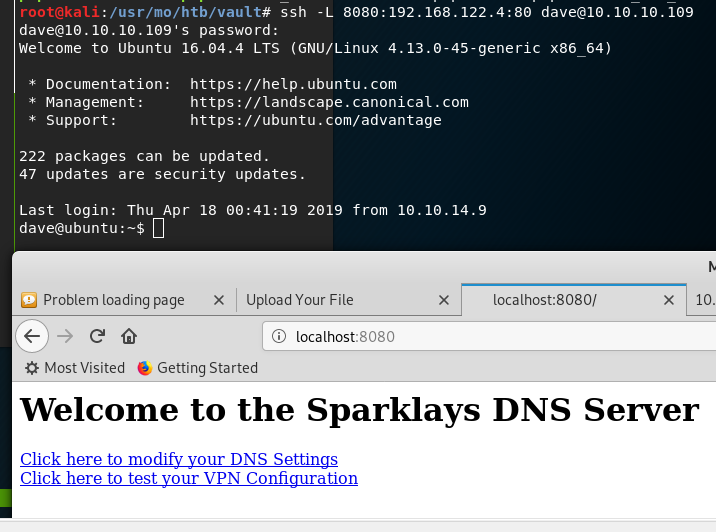 root@kali:/usr/mo/htb/vault# ssh -L 8080:192.168.122.4:80 dave@10.10.10.109
dave@10.10.10.109's password:
Welcome to Ubuntu 16.04.4 LTS (GNU/Linux 4.13.0-45-generic x86_64)
* Documentation: https://help.ubuntu.com
* Management: https://landscape.canonical.com
* Support: https://ubuntu.com/advantage
222 packages can be updated.
47 updates are security updates.
Last login: Thu Apr 18 00:41:19 2019 from 10.10.14.9
dave@ubuntu:~$
M
Problem loading page Upload Your File localhost:8080/ 10.
localhost:8080
Most Visited Getting Started
Welcome to the Sparklays DNS Server
Click here to modify your DNS Settings
Click here to test your VPN Configuration